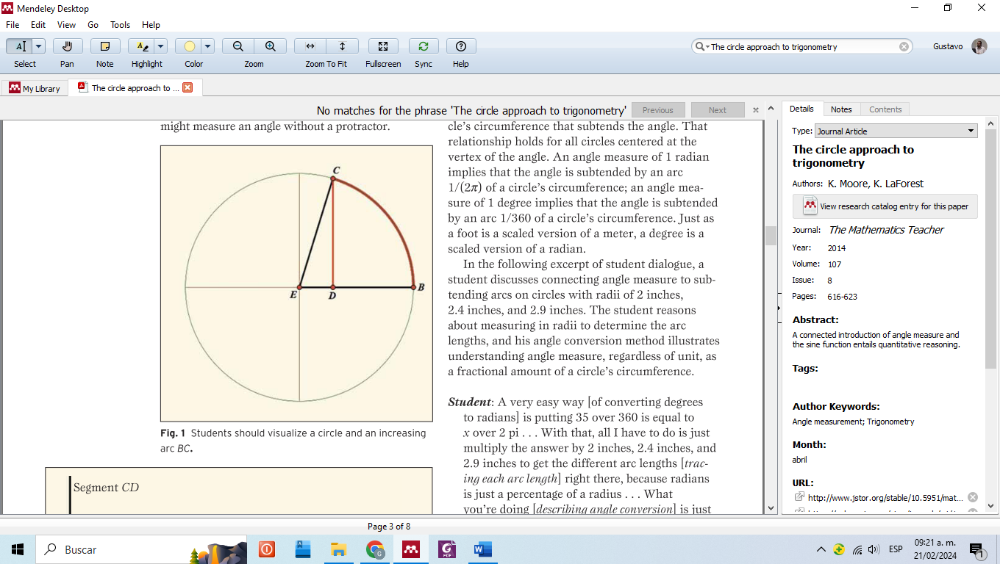 Mendeley Desktop
File Edit View Go Tools Help
Select Pan Note Highlight Color Zoom Zoom To Fit Fullscreen Sync Help
The circle approach to trigonometry
Gustavo
My Library
The circle approach to ...
No matches for the phrase 'The circle approach to trigonometry' Previous Next
might measure an angle without a protractor.
C
E
D
B
Fig. 1 Students should visualize a circle and an increasing
arc BC.
Segment CD
cle's circumference that subtends the angle. That
relationship holds for all circles centered at the
vertex of the angle. An angle measure of 1 radian
implies that the angle is subtended by an arc
1/(2π) of a circle's circumference; an angle mea-
sure of 1 degree implies that the angle is subtended
by an arc 1/360 of a circle's circumference. Just as
a foot is a scaled version of a meter, a degree is a
scaled version of a radian.
In the following excerpt of student dialogue, a
student discusses connecting angle measure to sub-
tending arcs on circles with radii of 2 inches,
2.4 inches, and 2.9 inches. The student reasons
about measuring in radii to determine the arc
lengths, and his angle conversion method illustrates
understanding angle measure, regardless of unit, as
a fractional amount of a circle's circumference.
Student: A very easy way [of converting degrees
to radians] is putting 35 over 360 is equal to
x over 2 pi . . . With that, all I have to do is just
multiply the answer by 2 inches, 2.4 inches, and
2.9 inches to get the different arc lengths [trac-
ing each arc length] right there, because radians
is just a percentage of a radius . . . What
you're doing [describing angle conversion] is just
Details Notes Contents
Type: Journal Article
The circle approach to
trigonometry
Authors: K. Moore, K. LaForest
View research catalog entry for this paper
Journal: The Mathematics Teacher
Year: 2014
Volume: 107
Issue: 8
Pages: 616-623
Abstract:
A connected introduction of angle measure and
the sine function entails quantitative reasoning.
Tags:
Author Keywords:
Angle measurement; Trigonometry
Month:
abril
URL:
http://www.jstor.org/stable/10.5951/mat...
Page 3 of 8
Buscar
ESP
09:21 a. m.
21/02/2024
1